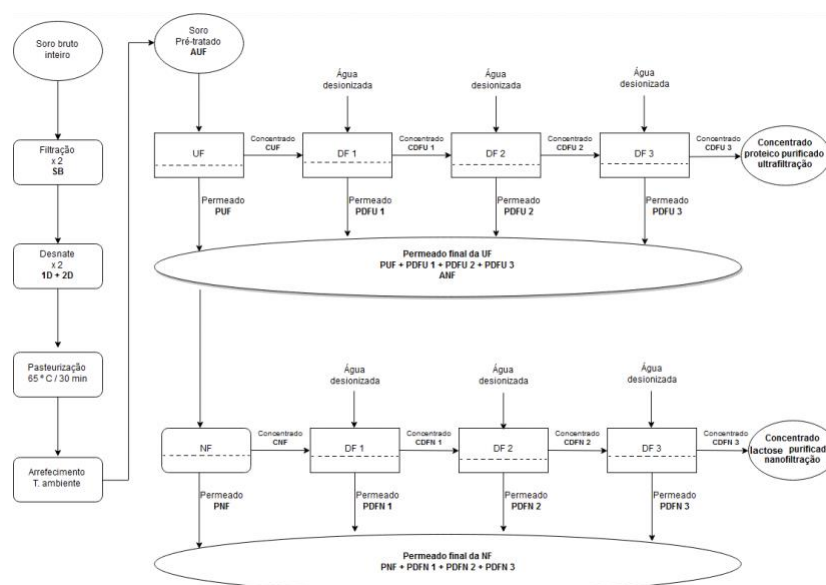 Soro bruto
inteiro
Filtração
x 2
SB
Desnate
x 2
1D + 2D
Pasteurização
65 º C / 30 min
Arrefecimento
T. ambiente
Soro
Pré-tratado
AUF
Água
desionizada
Água
desionizada
Água
desionizada
UF
Concentrado
CUF
DF 1
Concentrado
CDFU 1
DF 2
Concentrado
CDFU 2
DF 3
Concentrado
CDFU 3
Concentrado
proteico purificado
ultrafiltração
Permeado
PUF
Permeado
PDFU 1
Permeado
PDFU 2
Permeado
PDFU 3
Permeado final da UF
PUF + PDFU 1 + PDFU 2 + PDFU 3
ANF
Água
desionizada
Água
desionizada
Água
desionizada
NF
Concentrado
CNF
DF 1
Concentrado
CDFN 1
DF 2
Concentrado
CDFN 2
DF 3
Concentrado
CDFN 3
Concentrado
lactose purificad
nanofiltração
Permeado
PNF
Permeado
PDFN 1
Permeado
PDFN 2
Permeado
PDFN 3
Permeado final da NF
PNF + PDFN 1 + PDFN 2 + PDFN 3